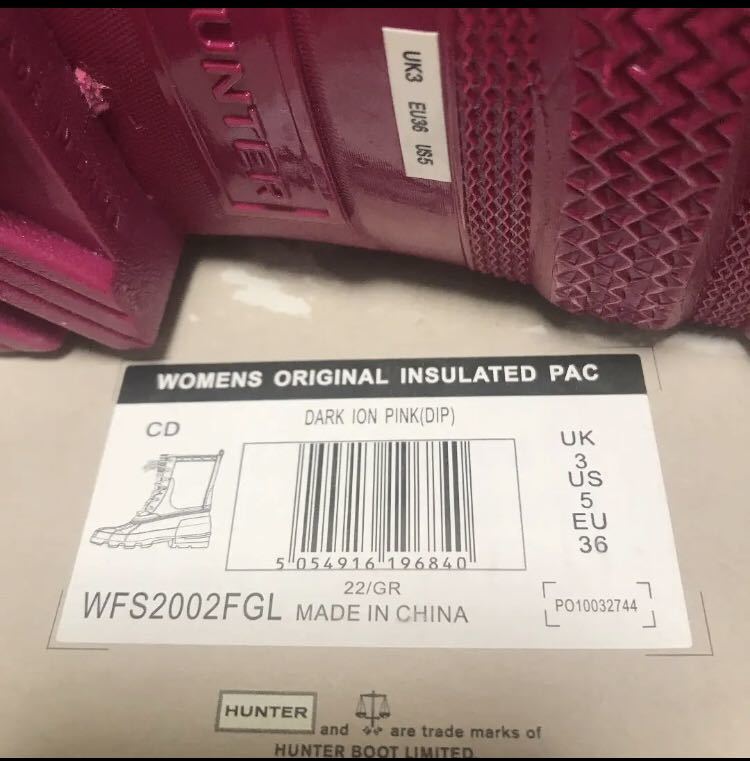 HUNTER
UK3 EU36 US5
WOMENS ORIGINAL INSULATED PAC
DARK ION PINK(DIP)
CD
UK
3
US
5
EU
36
5 054916 196840
22/GR
WFS2002FGL MADE IN CHINA
PO10032744
HUNTER and are trade marks of
HUNTER BOOT LIMITED